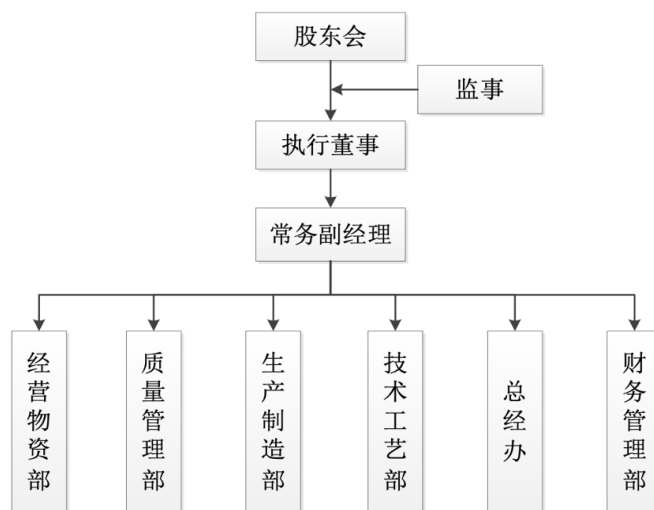 股东会
监事
执行董事
常务副经理
经营物资部
质量管理部
生产制造部
技术工艺部
总经办
财务管理部